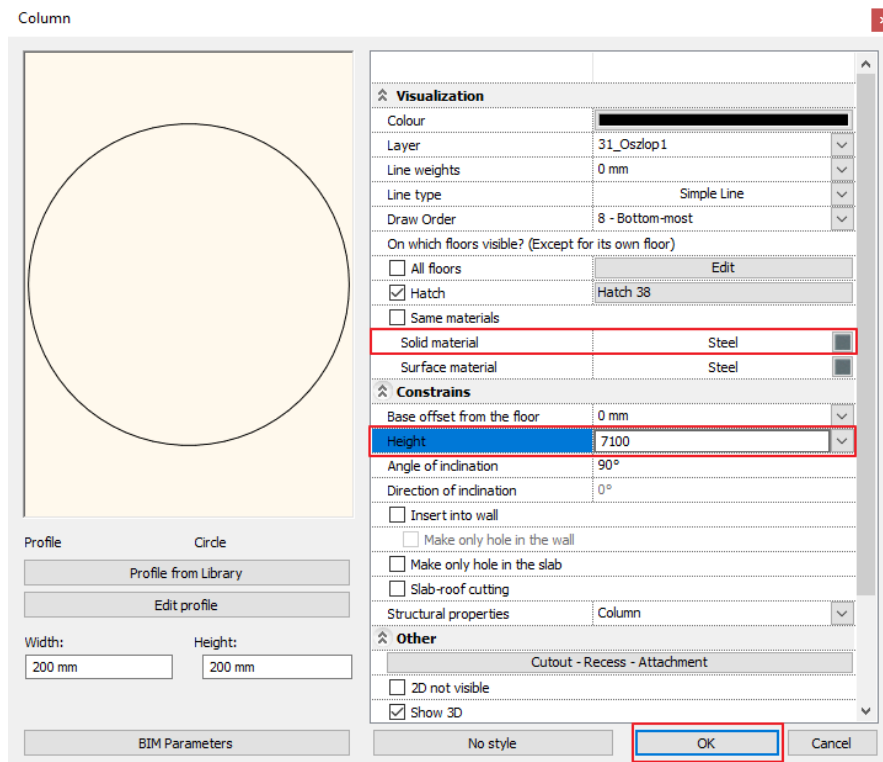 Column
Visualization
Colour
Layer 31_Oszlop1
Line weights 0 mm
Line type Simple Line
Draw Order 8 - Bottom-most
On which floors visible? (Except for its own floor)
All floors Edit
Hatch Hatch 38
Same materials
Solid material Steel
Surface material Steel
Constrains
Base offset from the floor 0 mm
Height 7100
Angle of inclination 90°
Direction of inclination 0°
Insert into wall
Make only hole in the wall
Make only hole in the slab
Slab-roof cutting
Structural properties Column
Other
Cutout - Recess - Attachment
2D not visible
Show 3D
Profile Circle
Profile from Library
Edit profile
Width: Height:
200 mm 200 mm
BIM Parameters No style OK Cancel